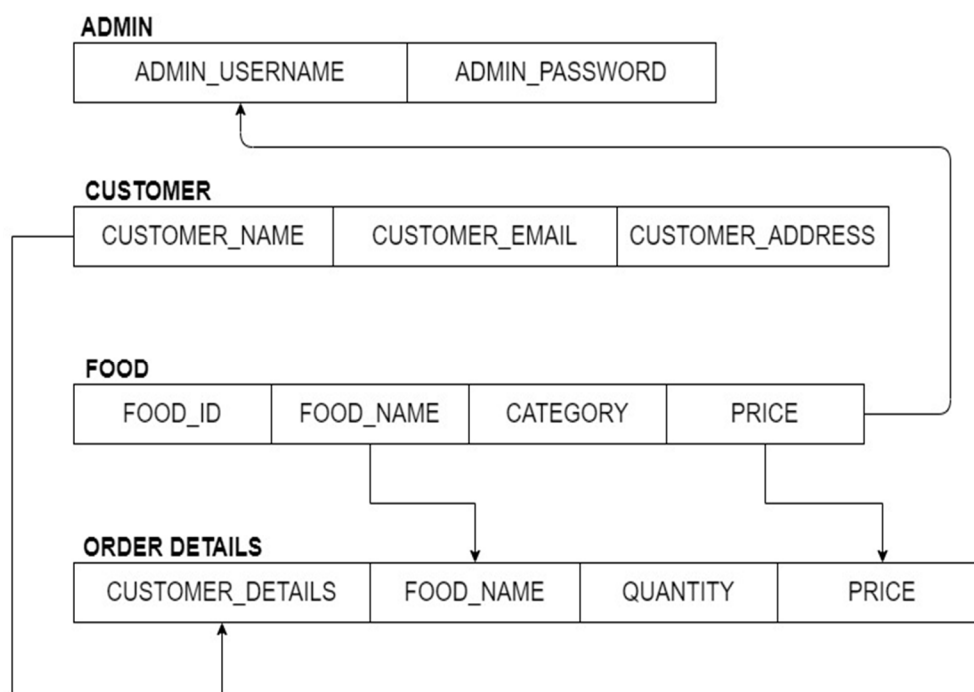 ADMIN
ADMIN_USERNAME ADMIN_PASSWORD
CUSTOMER
CUSTOMER_NAME CUSTOMER_EMAIL CUSTOMER_ADDRESS
FOOD
FOOD_ID FOOD_NAME CATEGORY PRICE
ORDER DETAILS
CUSTOMER_DETAILS FOOD_NAME QUANTITY PRICE